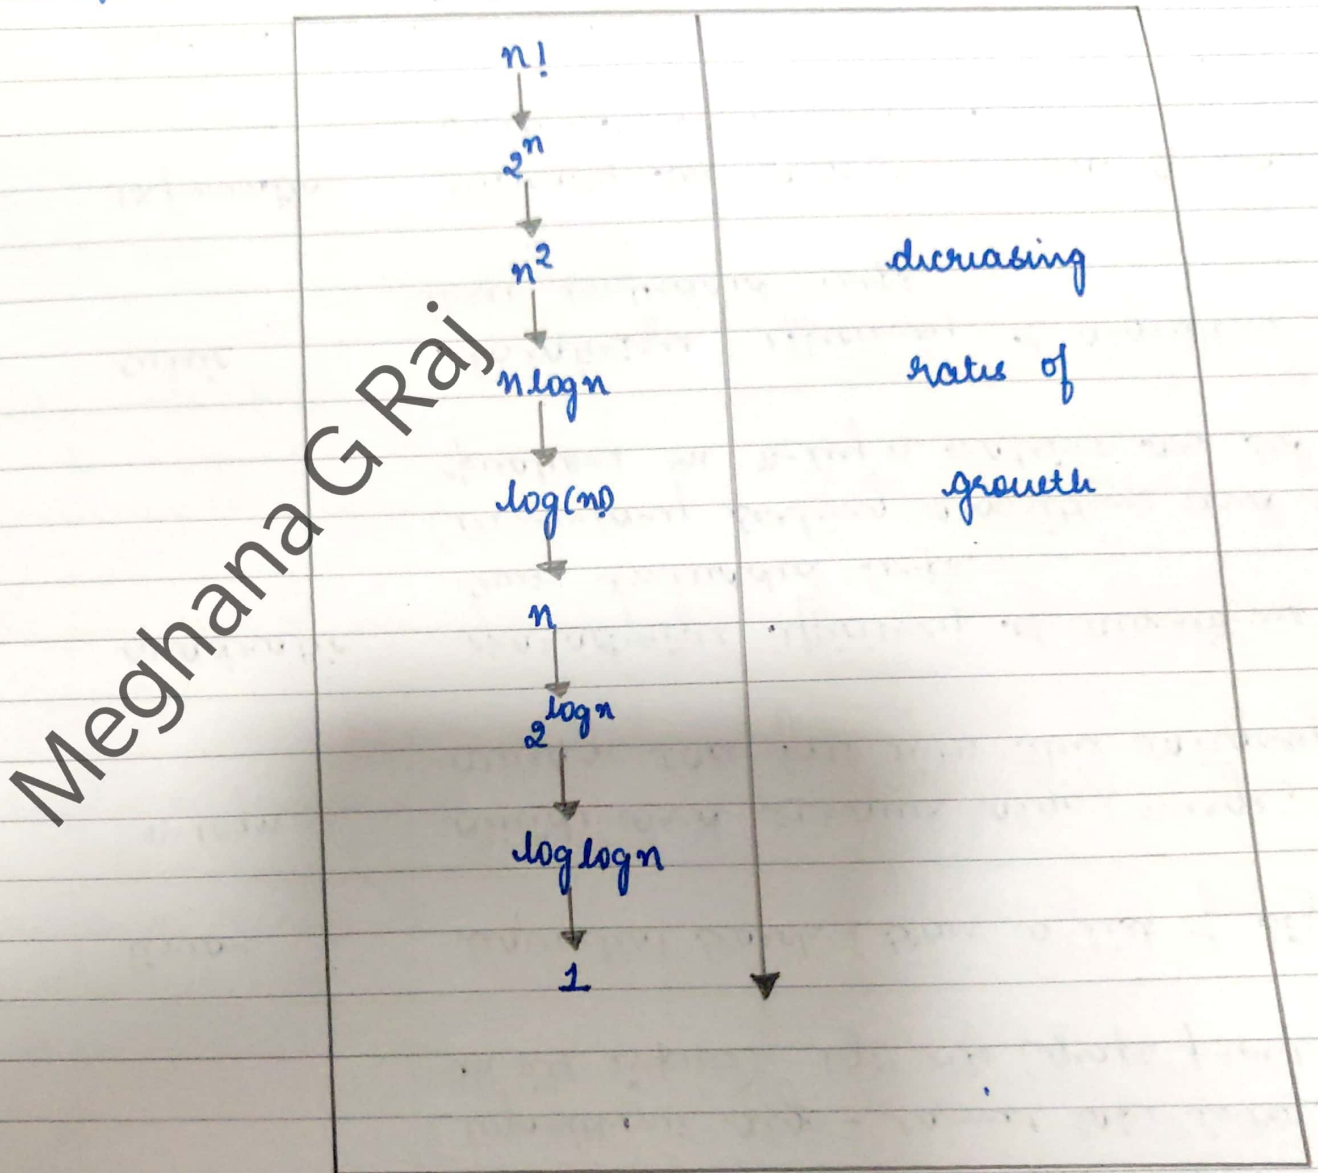 n!
2^n
n^2
n log n
log(n!)
n
2^log n
log log n
1
decreasing
rates of
growth
Meghana G Raj